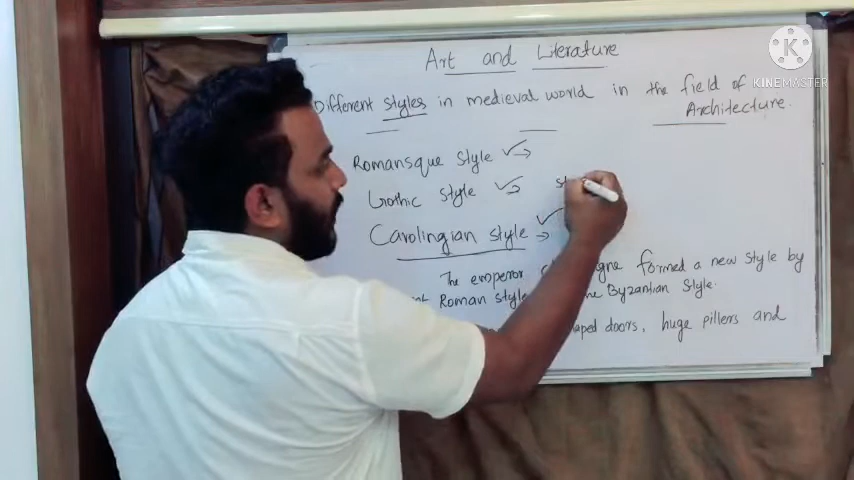 Art and Literature
Different styles in medieval world in the field of
Architecture.
Romansque style
Gothic style
Carolingian style
The emperor formed a new style by
Roman style Byzantian style.
doors, huge pillers and
KINEMASTER